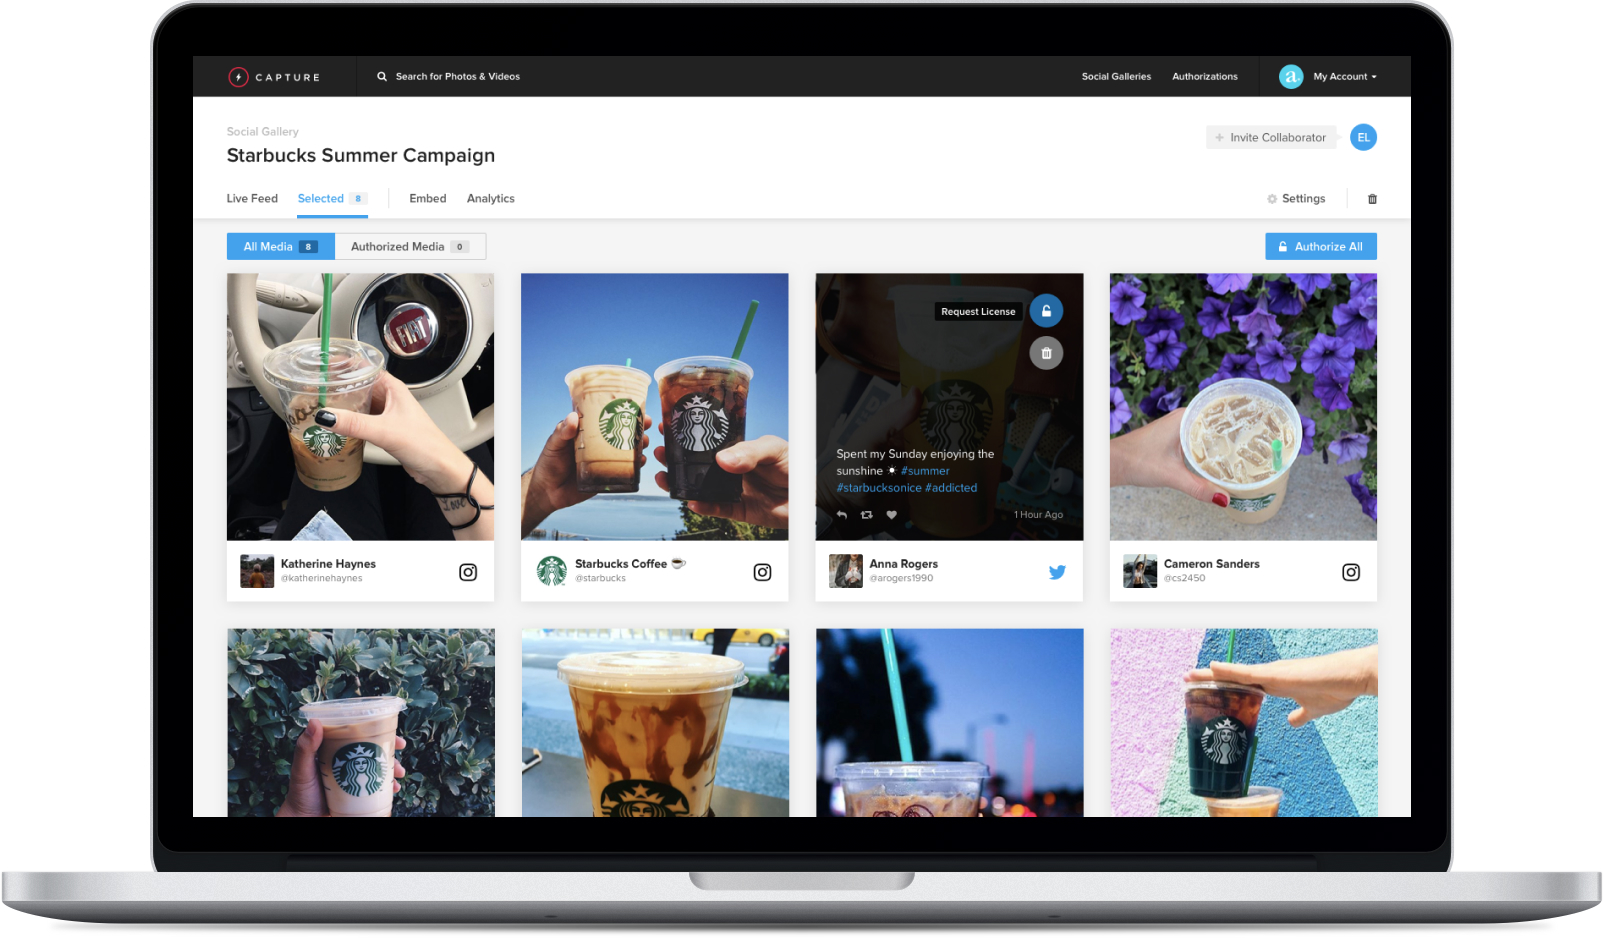 CAPTURE
Search for Photos & Videos
Social Galleries
Authorizations
a.
My Account
Social Gallery
Starbucks Summer Campaign
+ Invite Collaborator
EL
Live Feed
Selected 8
Embed
Analytics
Settings
All Media 8
Authorized Media 0
Authorize All
FIAT
Request License
Spent my Sunday enjoying the
sunshine ☀ #summer
#starbucksonice #addicted
1 Hour Ago
Katherine Haynes
@katherinehaynes
Starbucks Coffee ☕
@starbucks
Anna Rogers
@arogers1990
Cameron Sanders
@cs2450